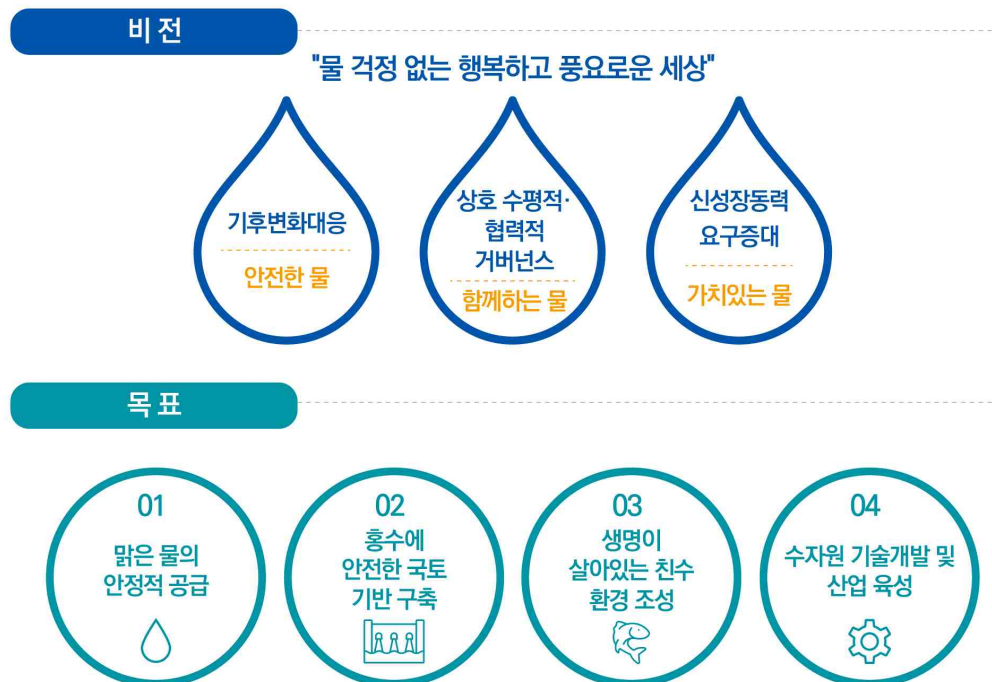 비 전
"물 걱정 없는 행복하고 풍요로운 세상"
기후변화대응
안전한 물
상호 수평적·
협력적
거버넌스
함께하는 물
신성장동력
요구증대
가치있는 물
목 표
01
맑은 물의
안정적 공급
02
홍수에
안전한 국토
기반 구축
03
생명이
살아있는 친수
환경 조성
04
수자원 기술개발 및
산업 육성